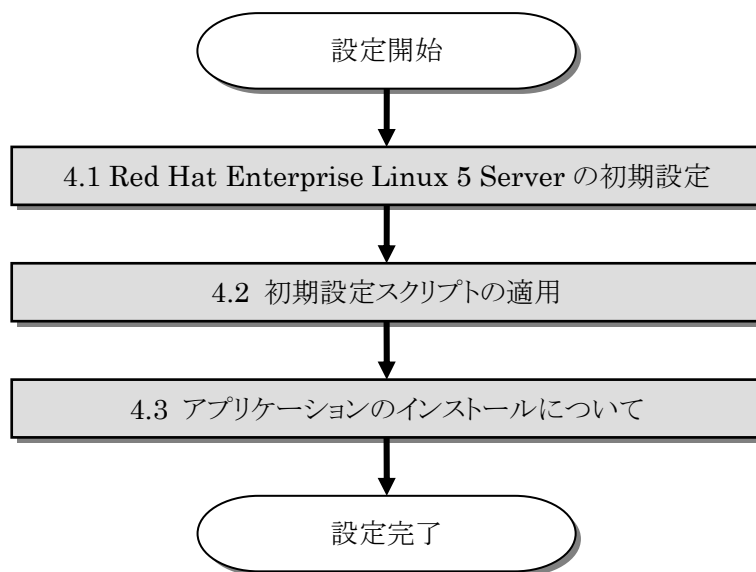 設定開始
4.1 Red Hat Enterprise Linux 5 Server の初期設定
4.2 初期設定スクリプトの適用
4.3 アプリケーションのインストールについて
設定完了